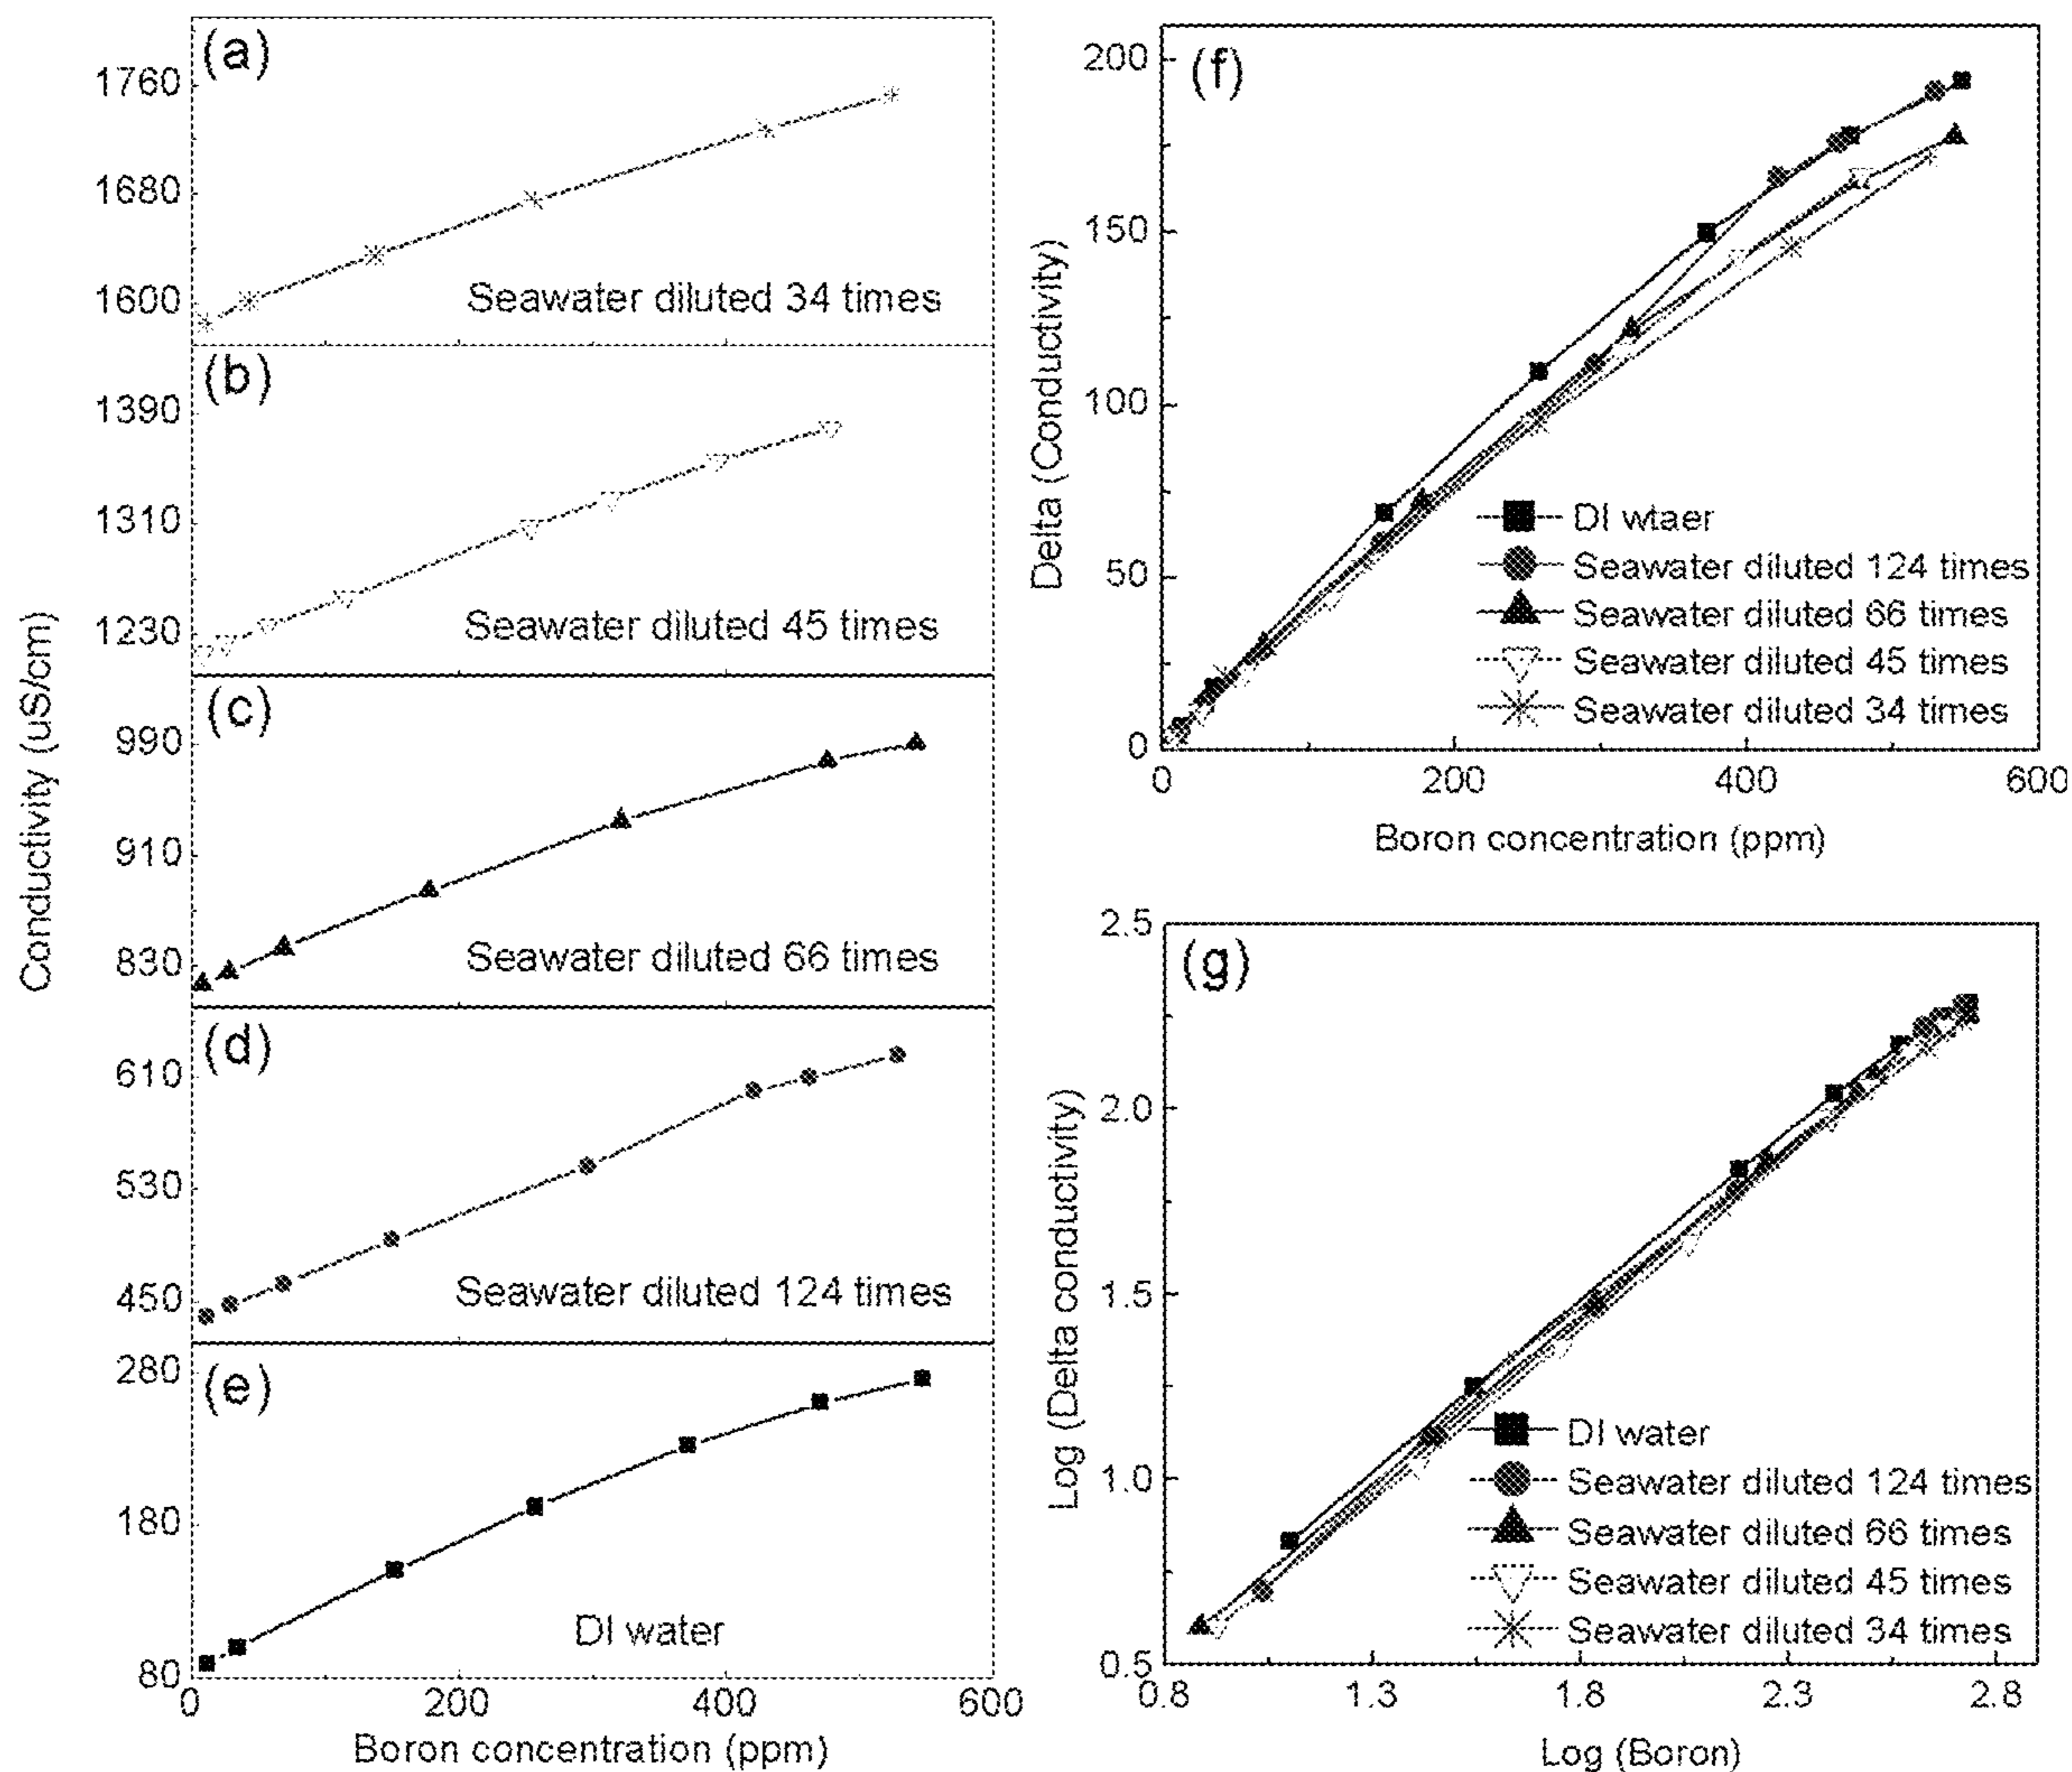 (a)
1760
1680
1600
Seawater diluted 34 times
(b)
1390
1310
1230
Seawater diluted 45 times
(c)
990
910
830
Seawater diluted 66 times
(d)
610
530
450
Seawater diluted 124 times
(e)
280
180
80
DI water
0 200 400 600
Boron concentration (ppm)
Conductivity (uS/cm)
(f)
200
150
100
50
0
Delta (Conductivity)
DI wtaer
Seawater diluted 124 times
Seawater diluted 66 times
Seawater diluted 45 times
Seawater diluted 34 times
0 200 400 600
Boron concentration (ppm)
(g)
2.5
2.0
1.5
1.0
0.5
Log (Delta conductivity)
DI water
Seawater diluted 124 times
Seawater diluted 66 times
Seawater diluted 45 times
Seawater diluted 34 times
0.8 1.3 1.8 2.3 2.8
Log (Boron)